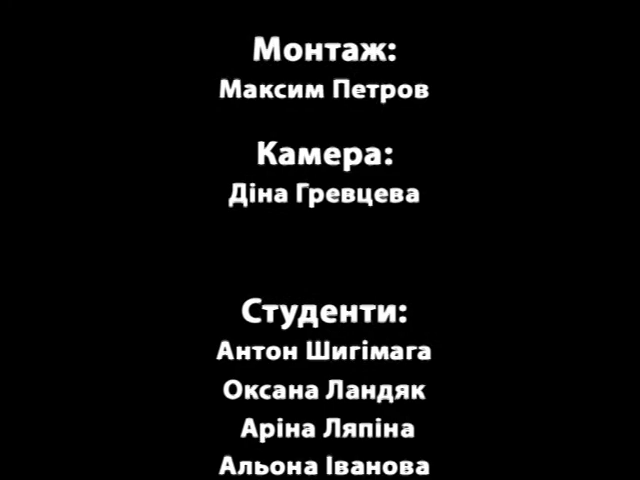 Монтаж:
Максим Петров
Камера:
Діна Гревцева
Студенти:
Антон Шигімага
Оксана Ландяк
Аріна Ляпіна
Альона Іванова